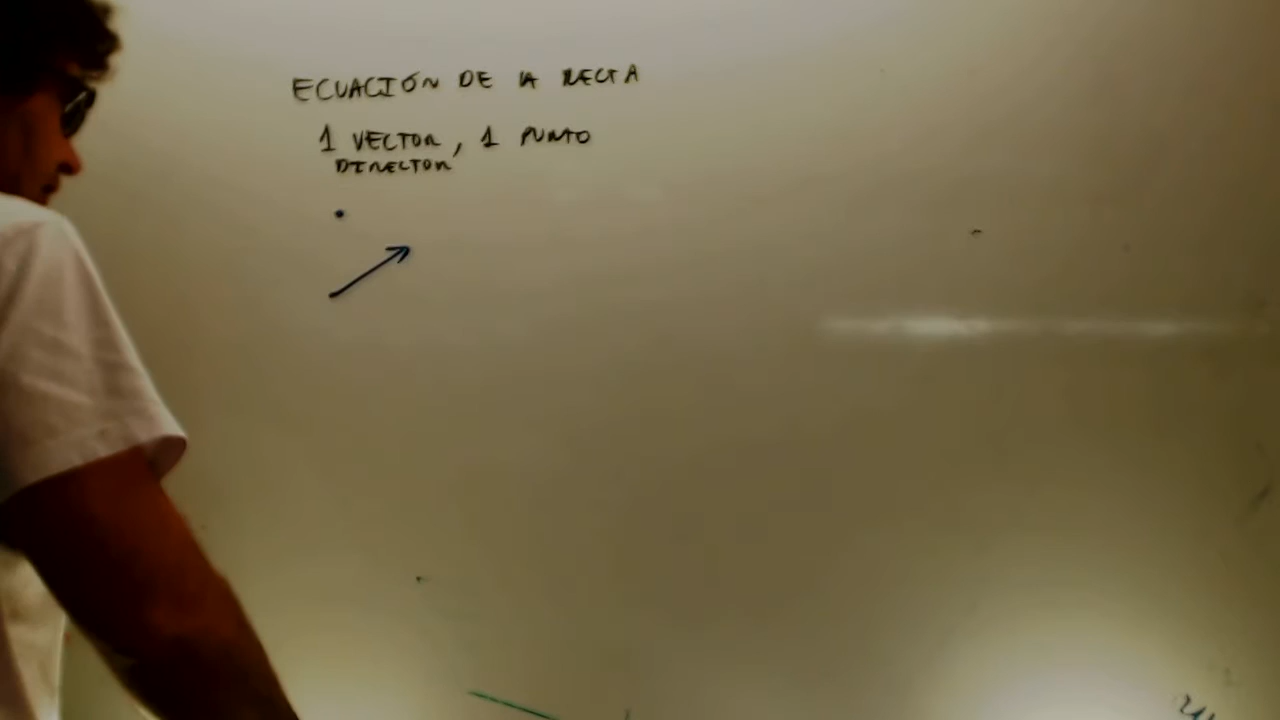 ECUACIÓN DE LA RECTA
1 VECTOR, 1 PUNTO
DIRECTOR